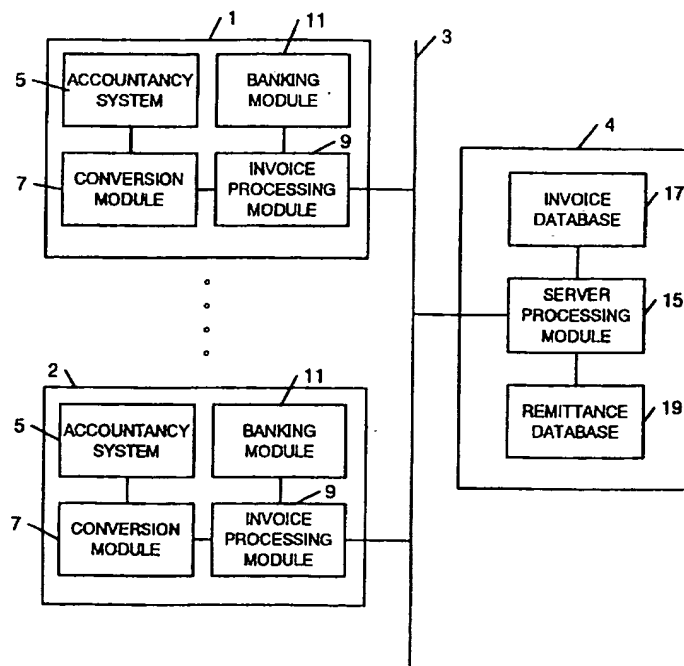 1
11
3
5
ACCOUNTANCY
SYSTEM
BANKING
MODULE
9
7
CONVERSION
MODULE
INVOICE
PROCESSING
MODULE
4
INVOICE
DATABASE
17
SERVER
PROCESSING
MODULE
15
REMITTANCE
DATABASE
19
2
11
5
ACCOUNTANCY
SYSTEM
BANKING
MODULE
9
7
CONVERSION
MODULE
INVOICE
PROCESSING
MODULE